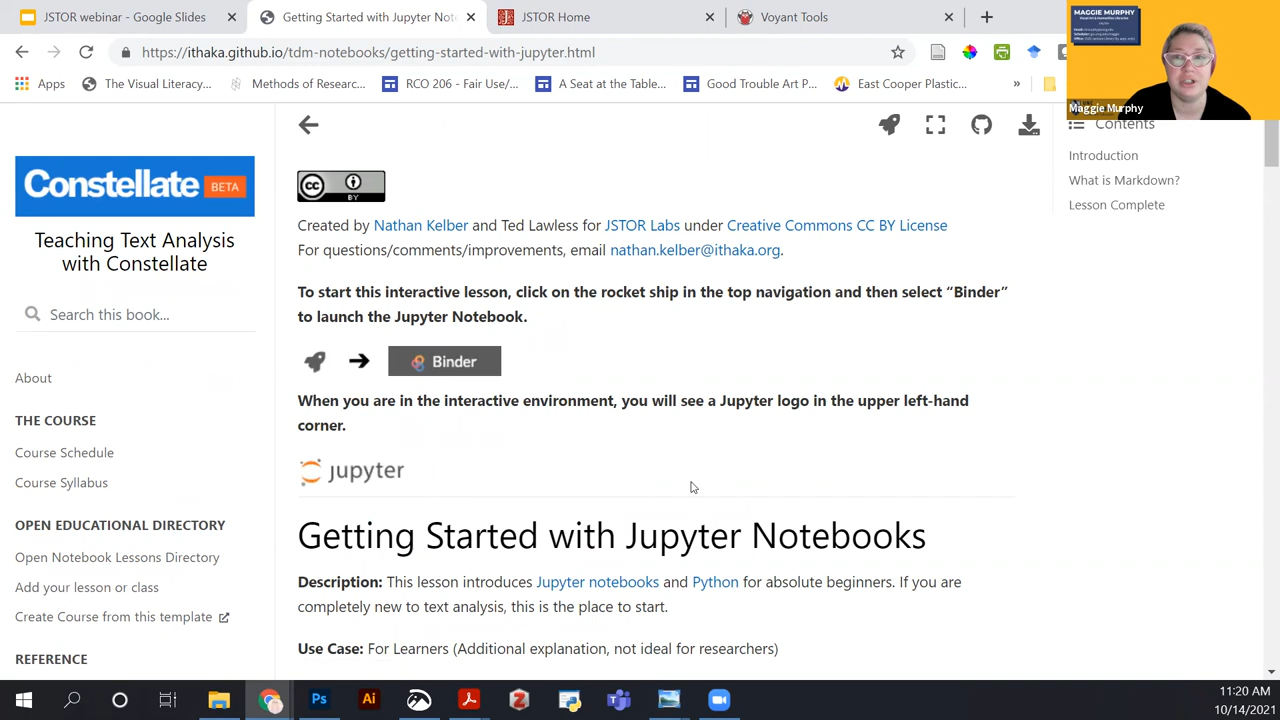 JSTOR webinar - Google Slides
Getting Started with Jupyter Note
JSTOR Home
Voyant Tools
https://ithaka.github.io/tdm-notebooks/book/getting-started-with-jupyter.html
Apps
The Visual Literacy...
Methods of Researc...
RCO 206 - Fair Use/...
A Seat at the Table...
Good Trouble Art P...
East Cooper Plastic...
»
MAGGIE MURPHY
Maggie Murphy
Constellate BETA
Teaching Text Analysis
with Constellate
Search this book...
About
THE COURSE
Course Schedule
Course Syllabus
OPEN EDUCATIONAL DIRECTORY
Open Notebook Lessons Directory
Add your lesson or class
Create Course from this template
REFERENCE
cc BY
Created by Nathan Kelber and Ted Lawless for JSTOR Labs under Creative Commons CC BY License
For questions/comments/improvements, email nathan.kelber@ithaka.org.
To start this interactive lesson, click on the rocket ship in the top navigation and then select “Binder”
to launch the Jupyter Notebook.
Binder
When you are in the interactive environment, you will see a Jupyter logo in the upper left-hand
corner.
jupyter
Getting Started with Jupyter Notebooks
Description: This lesson introduces Jupyter notebooks and Python for absolute beginners. If you are
completely new to text analysis, this is the place to start.
Use Case: For Learners (Additional explanation, not ideal for researchers)
Contents
Introduction
What is Markdown?
Lesson Complete
Ps
Ai
11:20 AM
10/14/2021